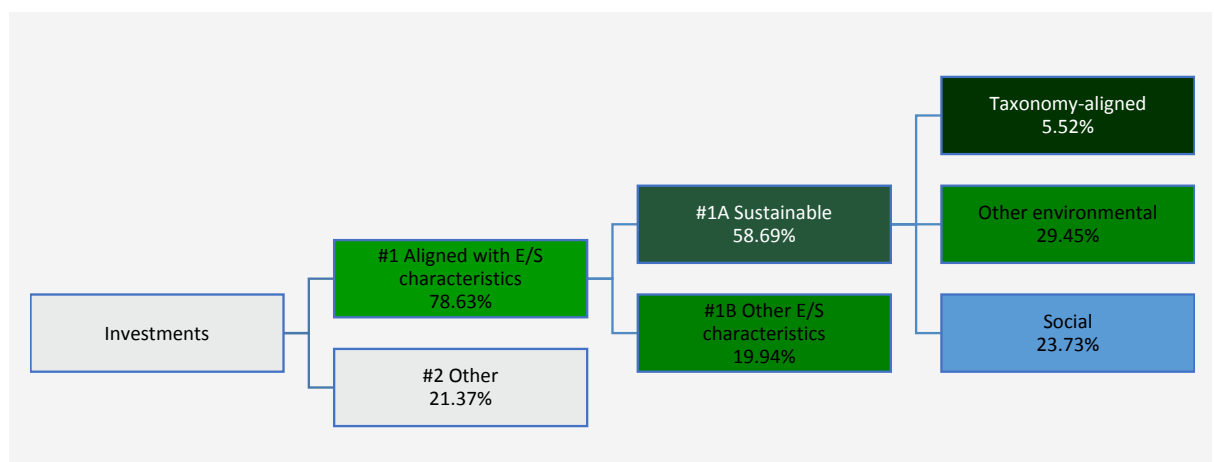 Investments
#1 Aligned with E/S
characteristics
78.63%
#2 Other
21.37%
#1A Sustainable
58.69%
#1B Other E/S
characteristics
19.94%
Taxonomy-aligned
5.52%
Other environmental
29.45%
Social
23.73%